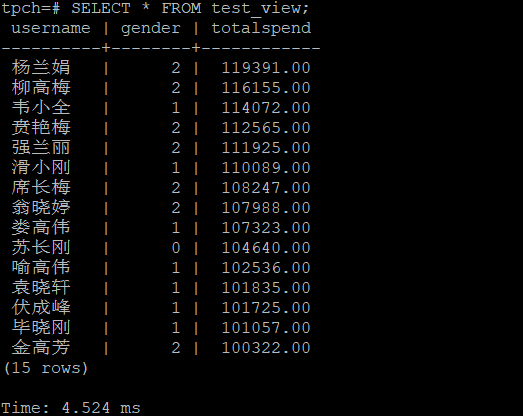 tpch=# SELECT * FROM test_view;
 username | gender | totalspend
----------+--------+------------
 杨兰娟   |      2 |  119391.00
 柳高梅   |      2 |  116155.00
 韦小全   |      1 |  114072.00
 贲艳梅   |      2 |  112565.00
 强兰丽   |      2 |  111925.00
 滑小刚   |      1 |  110089.00
 席长梅   |      2 |  108247.00
 翁晓婷   |      2 |  107988.00
 娄高伟   |      1 |  107323.00
 苏长刚   |      0 |  104640.00
 喻高伟   |      1 |  102536.00
 袁晓轩   |      1 |  101835.00
 伏成峰   |      1 |  101725.00
 毕晓刚   |      1 |  101057.00
 金高芳   |      2 |  100322.00
(15 rows)

Time: 4.524 ms